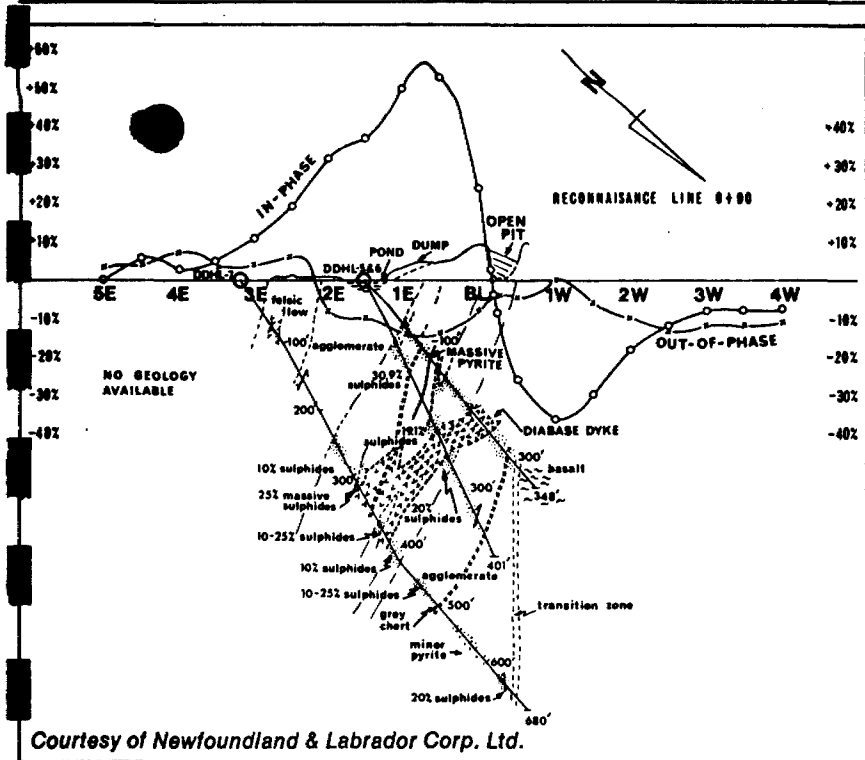 +60%
+50%
+40%
+30%
+20%
+10%
-10%
-20%
-30%
-40%
+40%
+30%
+20%
+10%
-10%
-20%
-30%
-40%
N
RECONNAISANCE LINE 0+00
IN-PHASE
OPEN
PIT
DUMP
POND
DDHL-7
DDHL-5&6
5E
4E
3E
2E
1E
BL
1W
2W
3W
4W
OUT-OF-PHASE
felsic
flow
100'
agglomerate
30.9%
sulphides
100'
MASSIVE
PYRITE
NO GEOLOGY
AVAILABLE
200'
DIABASE DYKE
sulphides
10% sulphides
300'
25% massive
sulphides
300'
20%
sulphides
300'
basalt
348'
10-25% sulphides
400'
401'
10% sulphides
agglomerate
10-25% sulphides
500'
grey
chert
transition zone
minor
pyrite
600'
20% sulphides
680'
Courtesy of Newfoundland & Labrador Corp. Ltd.